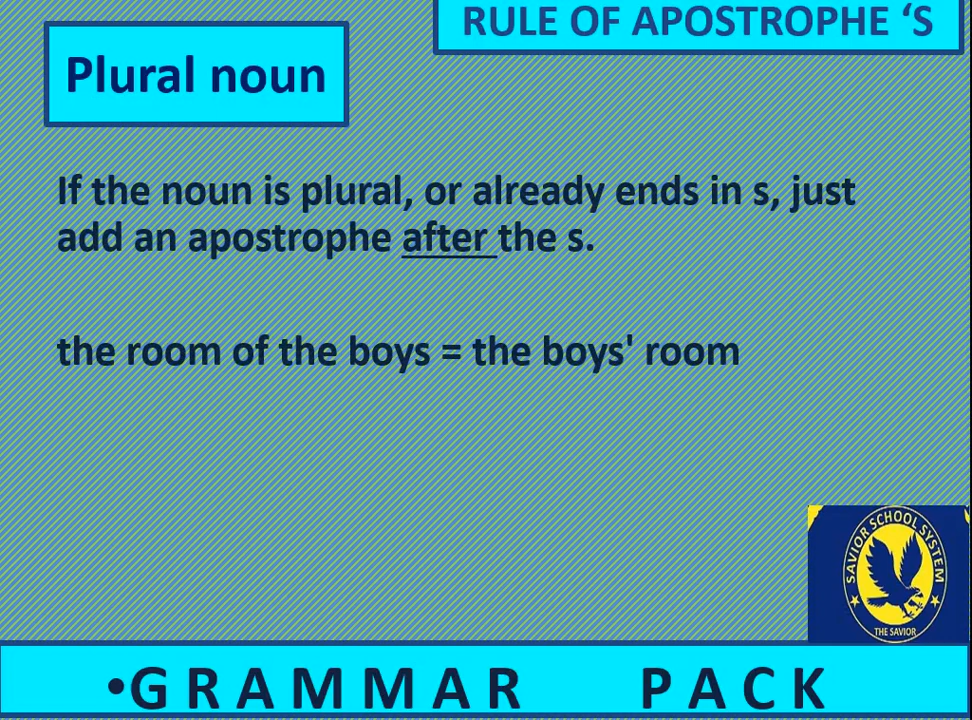 RULE OF APOSTROPHE ‘S
Plural noun
If the noun is plural, or already ends in s, just
add an apostrophe after the s.
the room of the boys = the boys' room
SAVIOR SCHOOL SYSTEM
THE SAVIOR
•GRAMMAR PACK